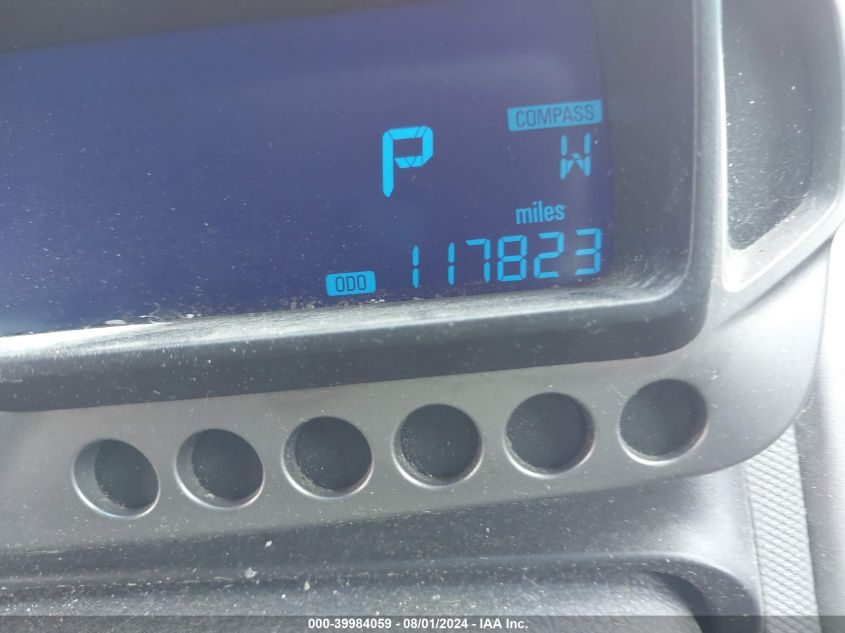 COMPASS
P W
miles
ODO 117823
000-39984059 - 08/01/2024 - IAA Inc.